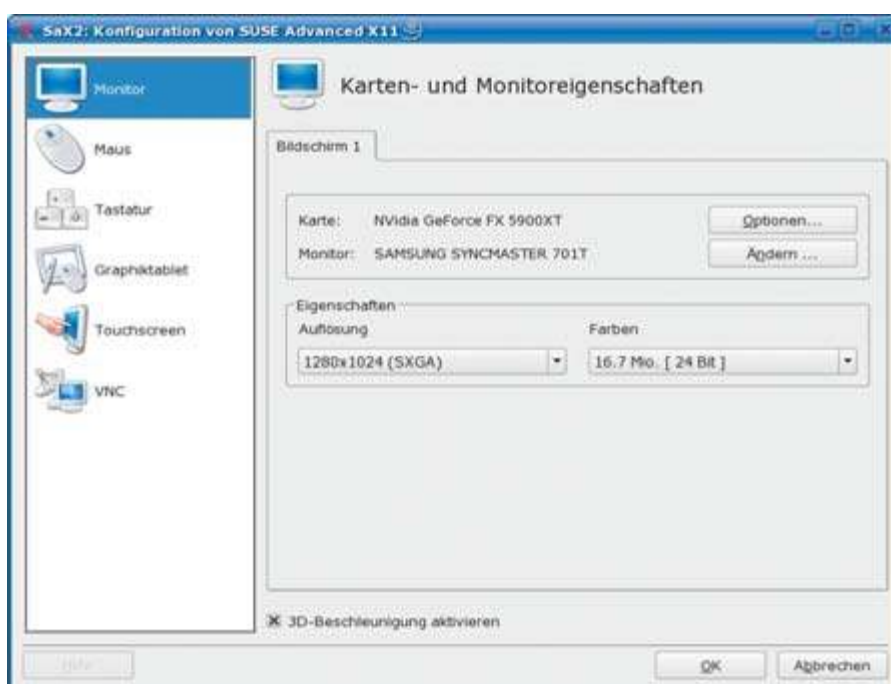 SaX2: Konfiguration von SUSE Advanced X11
Monitor
Maus
Tastatur
Graphiktablet
Touchscreen
VNC
Karten- und Monitoreigenschaften
Bildschirm 1
Karte: NVidia GeForce FX 5900XT
Optionen...
Monitor: SAMSUNG SYNCMASTER 701T
Ändern ...
Eigenschaften
Auflösung Farben
1280x1024 (SXGA) 16.7 Mio. [ 24 Bit ]
3D-Beschleunigung aktivieren
Hilfe
OK
Abbrechen